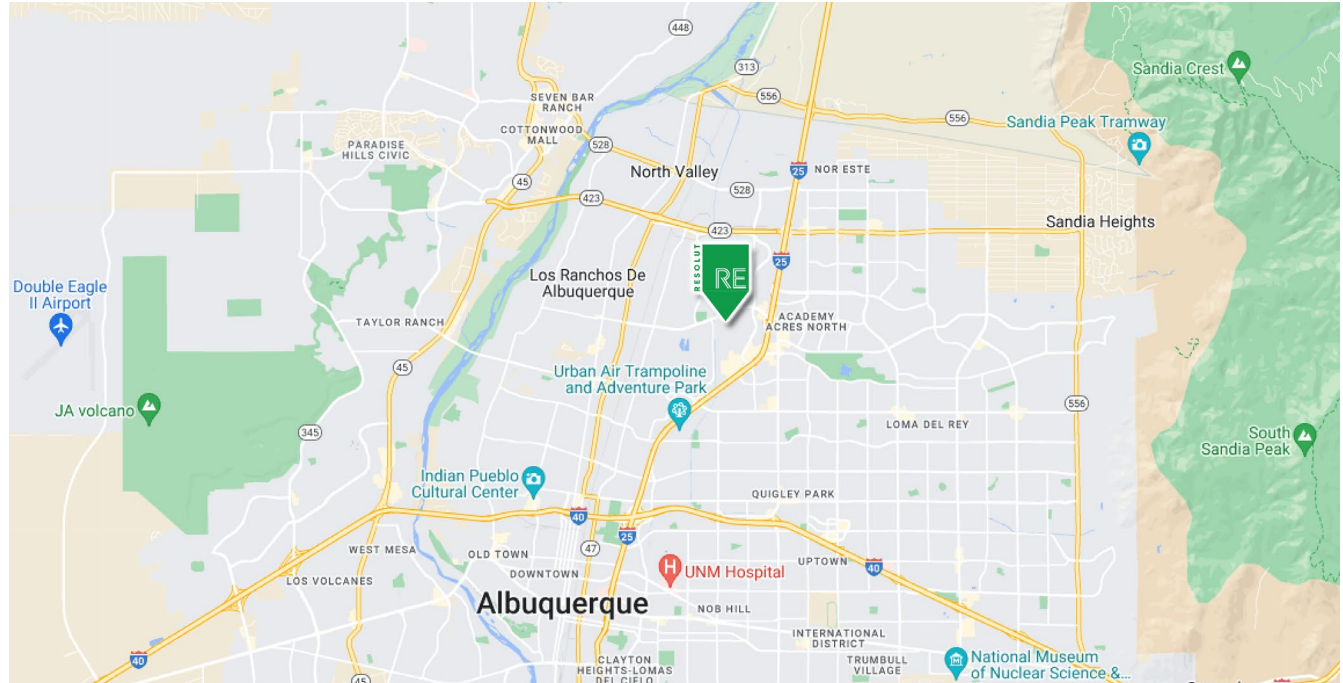 448
313
Sandia Crest
SEVEN BAR
RANCH
556
556
Sandia Peak Tramway
COTTONWOOD
MALL
PARADISE
HILLS CIVIC
528
North Valley
25
NOR ESTE
45
528
423
Sandia Heights
423
RESOLUT
RE
25
Los Ranchos De
Albuquerque
Double Eagle
II Airport
TAYLOR RANCH
ACADEMY
ACRES NORTH
45
Urban Air Trampoline
and Adventure Park
JA volcano
556
345
LOMA DEL REY
South
Sandia Peak
Indian Pueblo
Cultural Center
QUIGLEY PARK
40
25
47
WEST MESA
OLD TOWN
UPTOWN
40
LOS VOLCANES
DOWNTOWN
UNM Hospital
Albuquerque
NOB HILL
INTERNATIONAL
DISTRICT
40
CLAYTON
HEIGHTS-LOMAS
DEL CIELO
TRUMBULL
VILLAGE
National Museum
of Nuclear Science &...
45